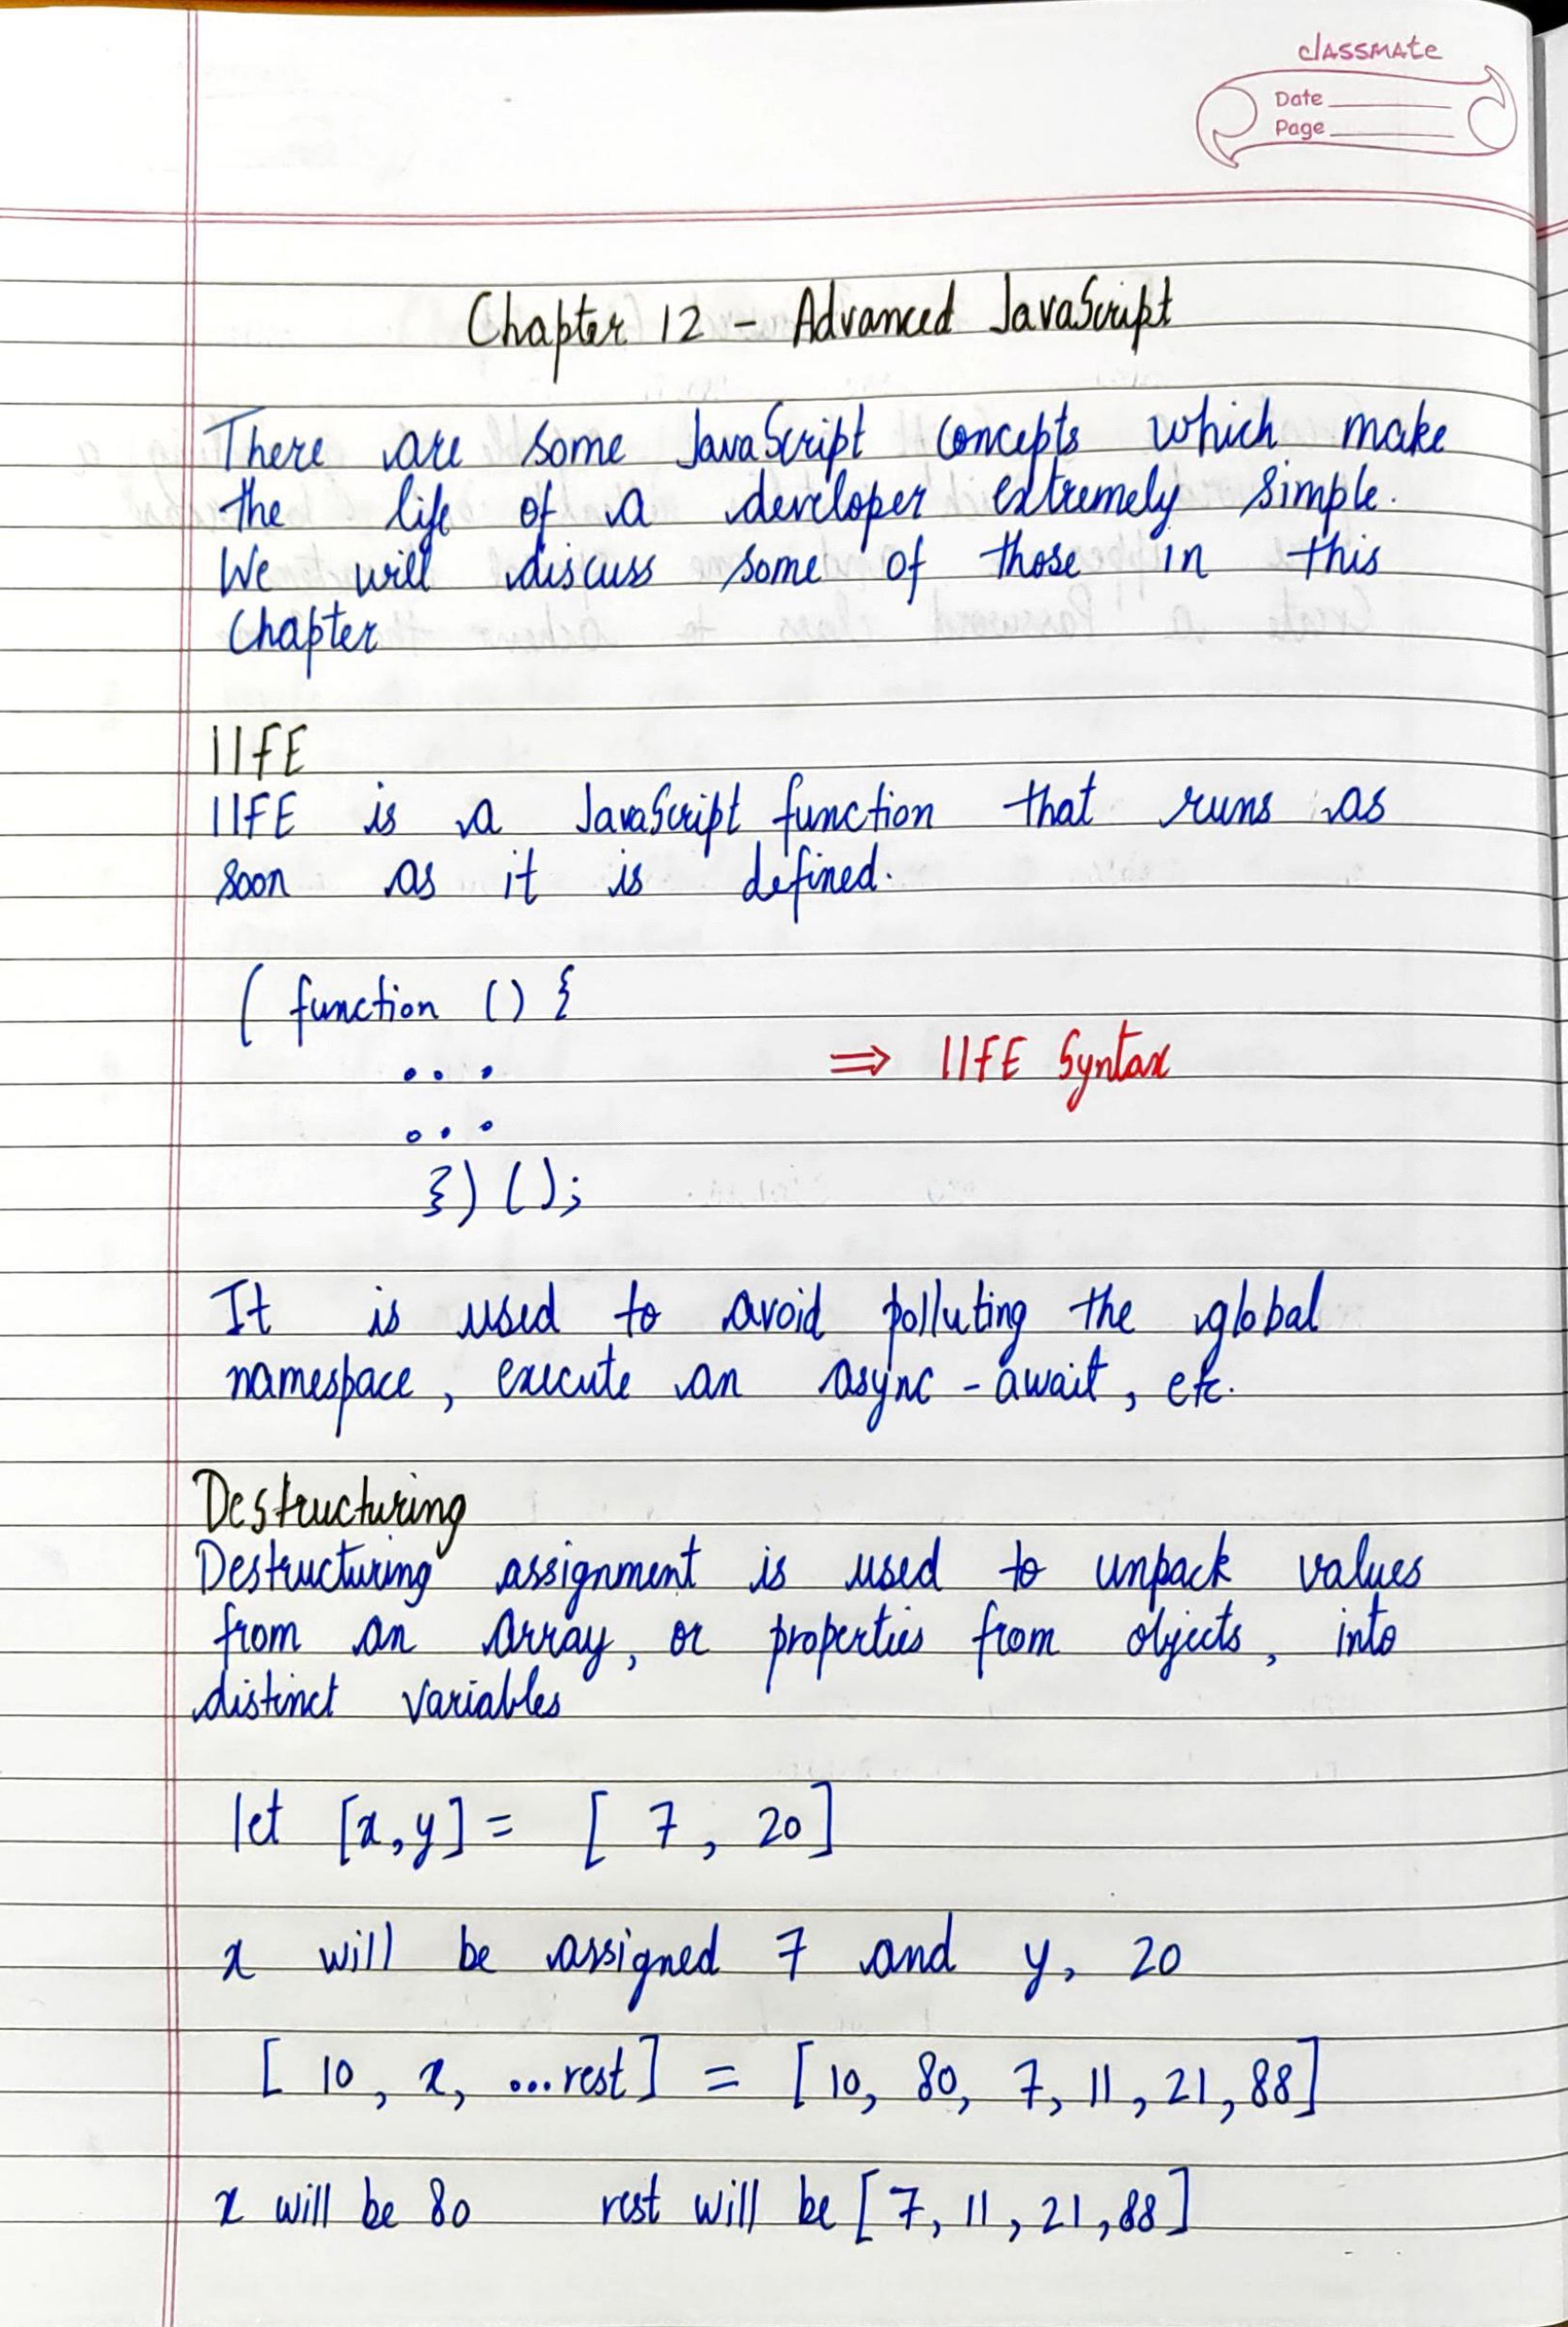 classmate
Date
Page
Chapter 12 - Advanced JavaScript
There are some JavaScript concepts which make
the life of a developer extremely simple.
We will discuss some of those in this
Chapter
IIFE
IIFE is a JavaScript function that runs as
soon as it is defined.
( function () {
...
⇒ IIFE Syntax
...
}) ();
It is used to avoid polluting the global
namespace, execute an async - await, etc.
Destructuring
Destructuring assignment is used to unpack values
from an array, or properties from objects, into
distinct variables
let [x,y] = [ 7, 20]
x will be assigned 7 and y, 20
[ 10, x, ...rest] = [10, 80, 7, 11, 21, 88]
x will be 80 rest will be [7, 11, 21, 88]